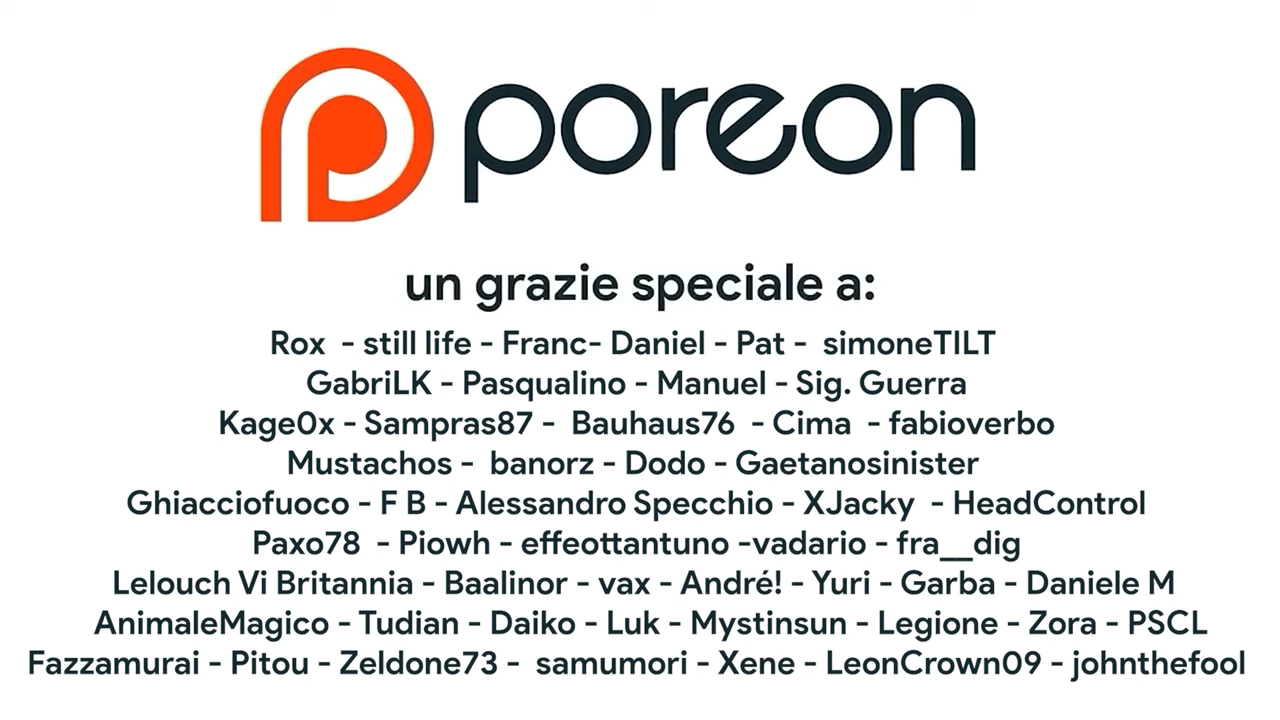 poreon
un grazie speciale a:
Rox - still life - Franc- Daniel - Pat - simoneTILT
GabriLK - Pasqualino - Manuel - Sig. Guerra
Kage0x - Sampras87 - Bauhaus76 - Cima - fabioverbo
Mustachos - banorz - Dodo - Gaetanosinister
Ghiacciofuoco - F B - Alessandro Specchio - XJacky - HeadControl
Paxo78 - Piowh - effeottantuno -vadario - fra__dig
Lelouch Vi Britannia - Baalinor - vax - André! - Yuri - Garba - Daniele M
AnimaleMagico - Tudian - Daiko - Luk - Mystinsun - Legione - Zora - PSCL
Fazzamurai - Pitou - Zeldone73 - samumori - Xene - LeonCrown09 - johnthefool